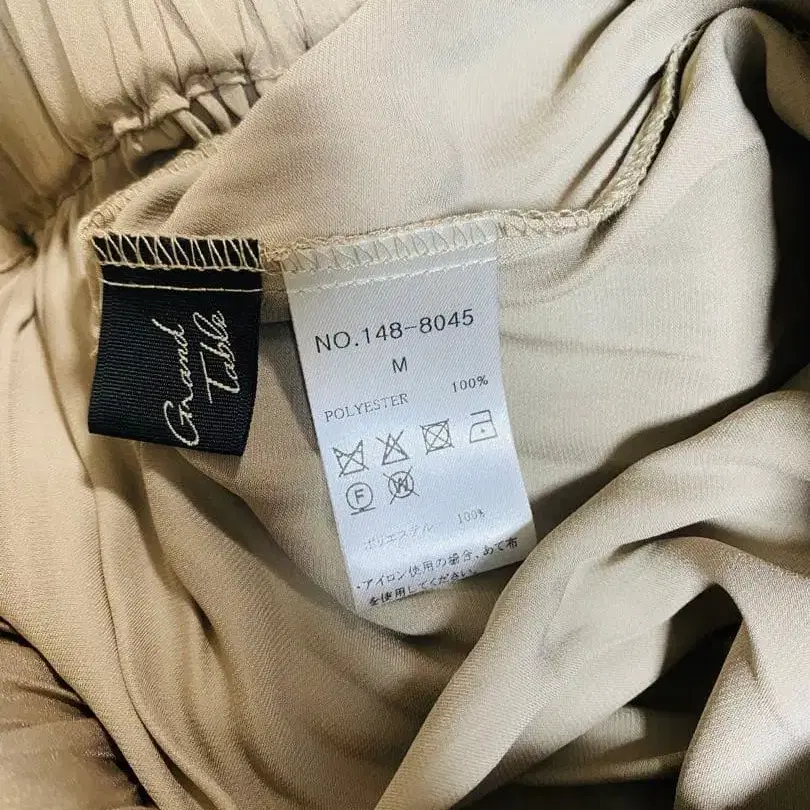 Grand
Table
NO.148-8045
M
POLYESTER 100%
F W
ポリエステル 100%
・アイロン使用の場合、あて布
を使用してください。